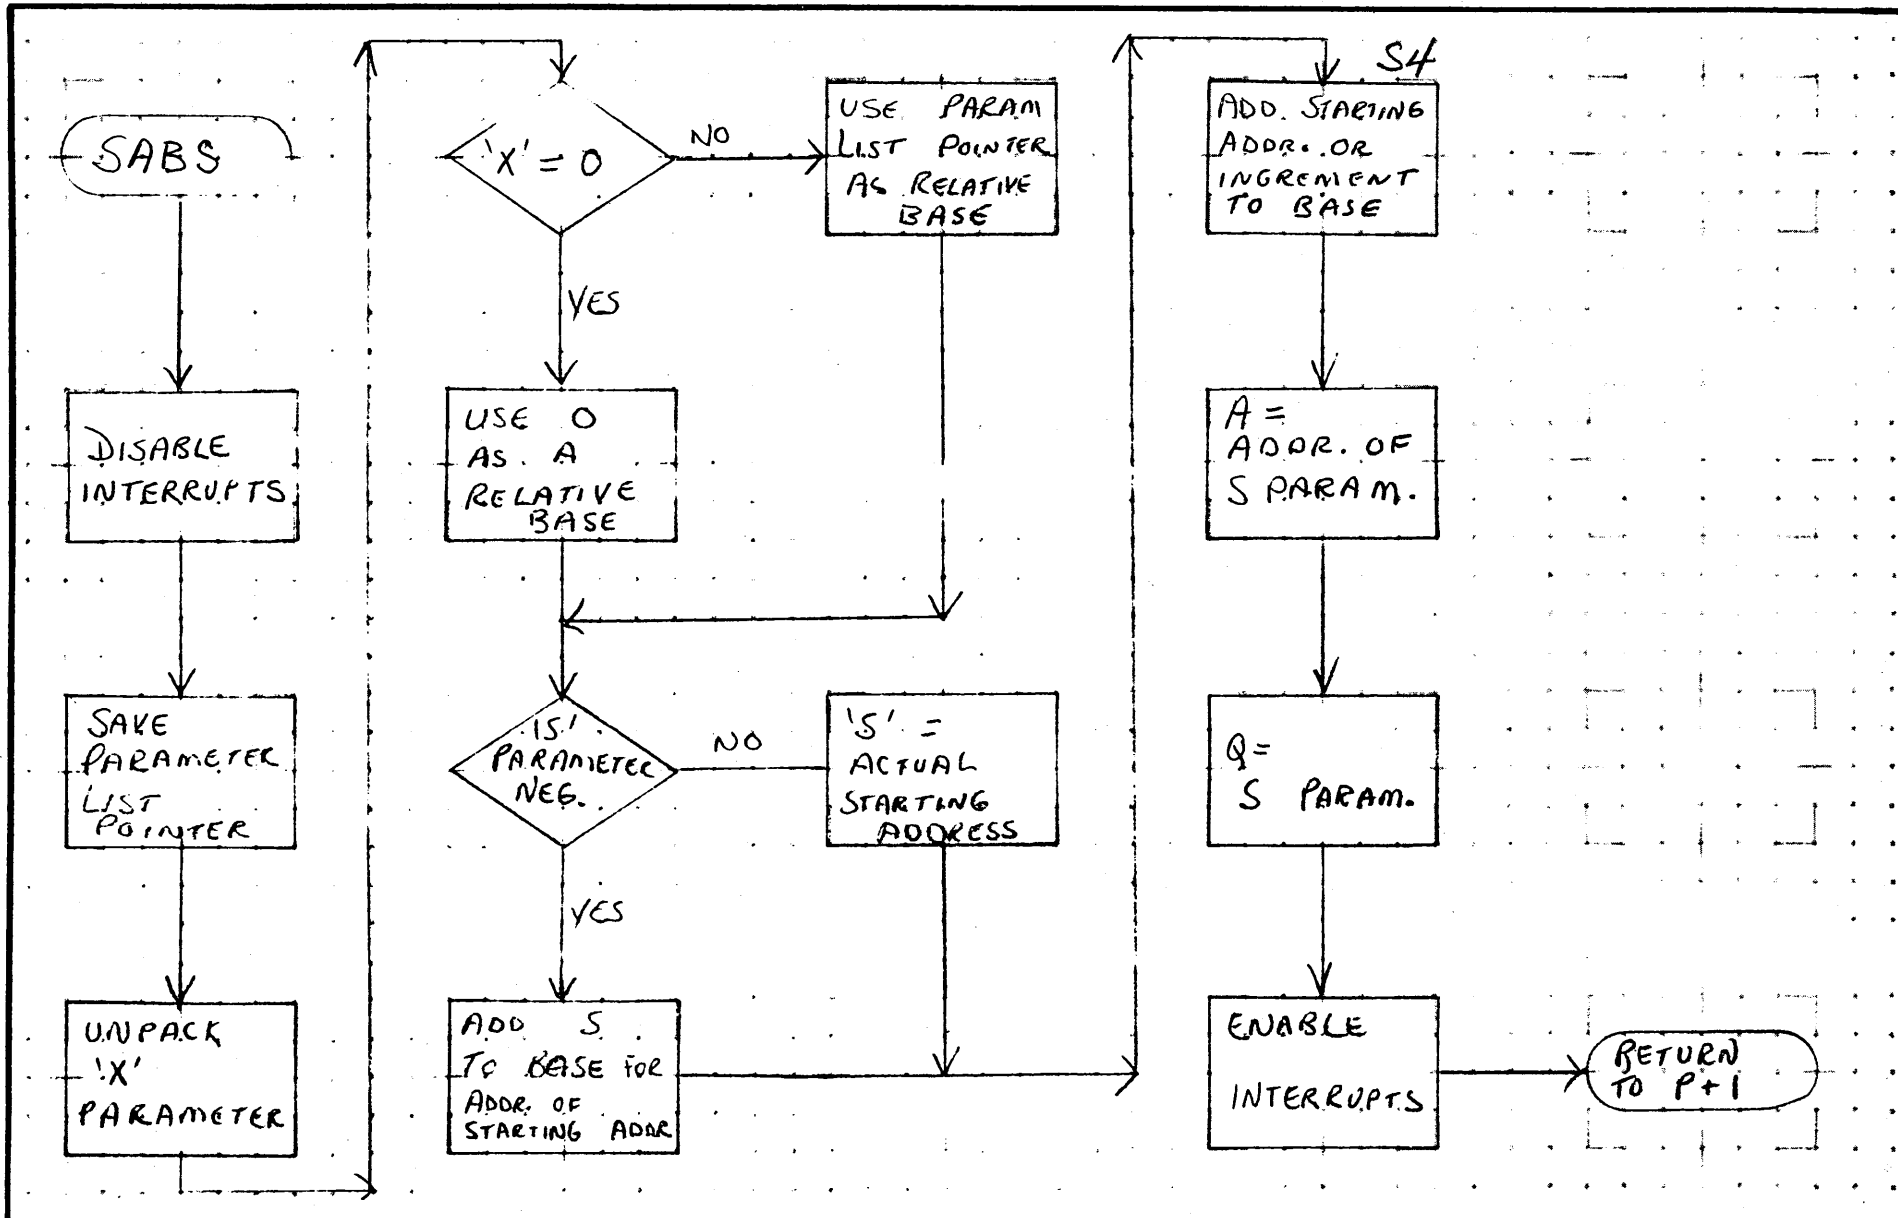 SABS
DISABLE
INTERRUPTS
SAVE
PARAMETER
LIST
POINTER
UNPACK
'X'
PARAMETER
'X' = 0
NO
YES
USE PARAM
LIST POINTER
AS RELATIVE
BASE
USE 0
AS A
RELATIVE
BASE
'S'
PARAMETER
NEG.
NO
YES
'S' =
ACTUAL
STARTING
ADDRESS
ADD S
TO BASE FOR
ADDR. OF
STARTING ADDR
S4
ADD STARTING
ADDR. OR
INCREMENT
TO BASE
A =
ADDR. OF
S PARAM.
Q =
S PARAM.
ENABLE
INTERRUPTS
RETURN
TO P+1